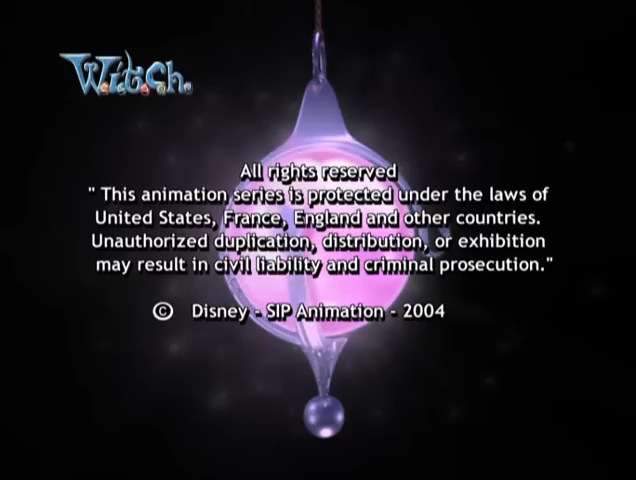 W.i.t.c.h.
All rights reserved
" This animation series is protected under the laws of
United States, France, England and other countries.
Unauthorized duplication, distribution, or exhibition
may result in civil liability and criminal prosecution."
© Disney - SIP Animation - 2004